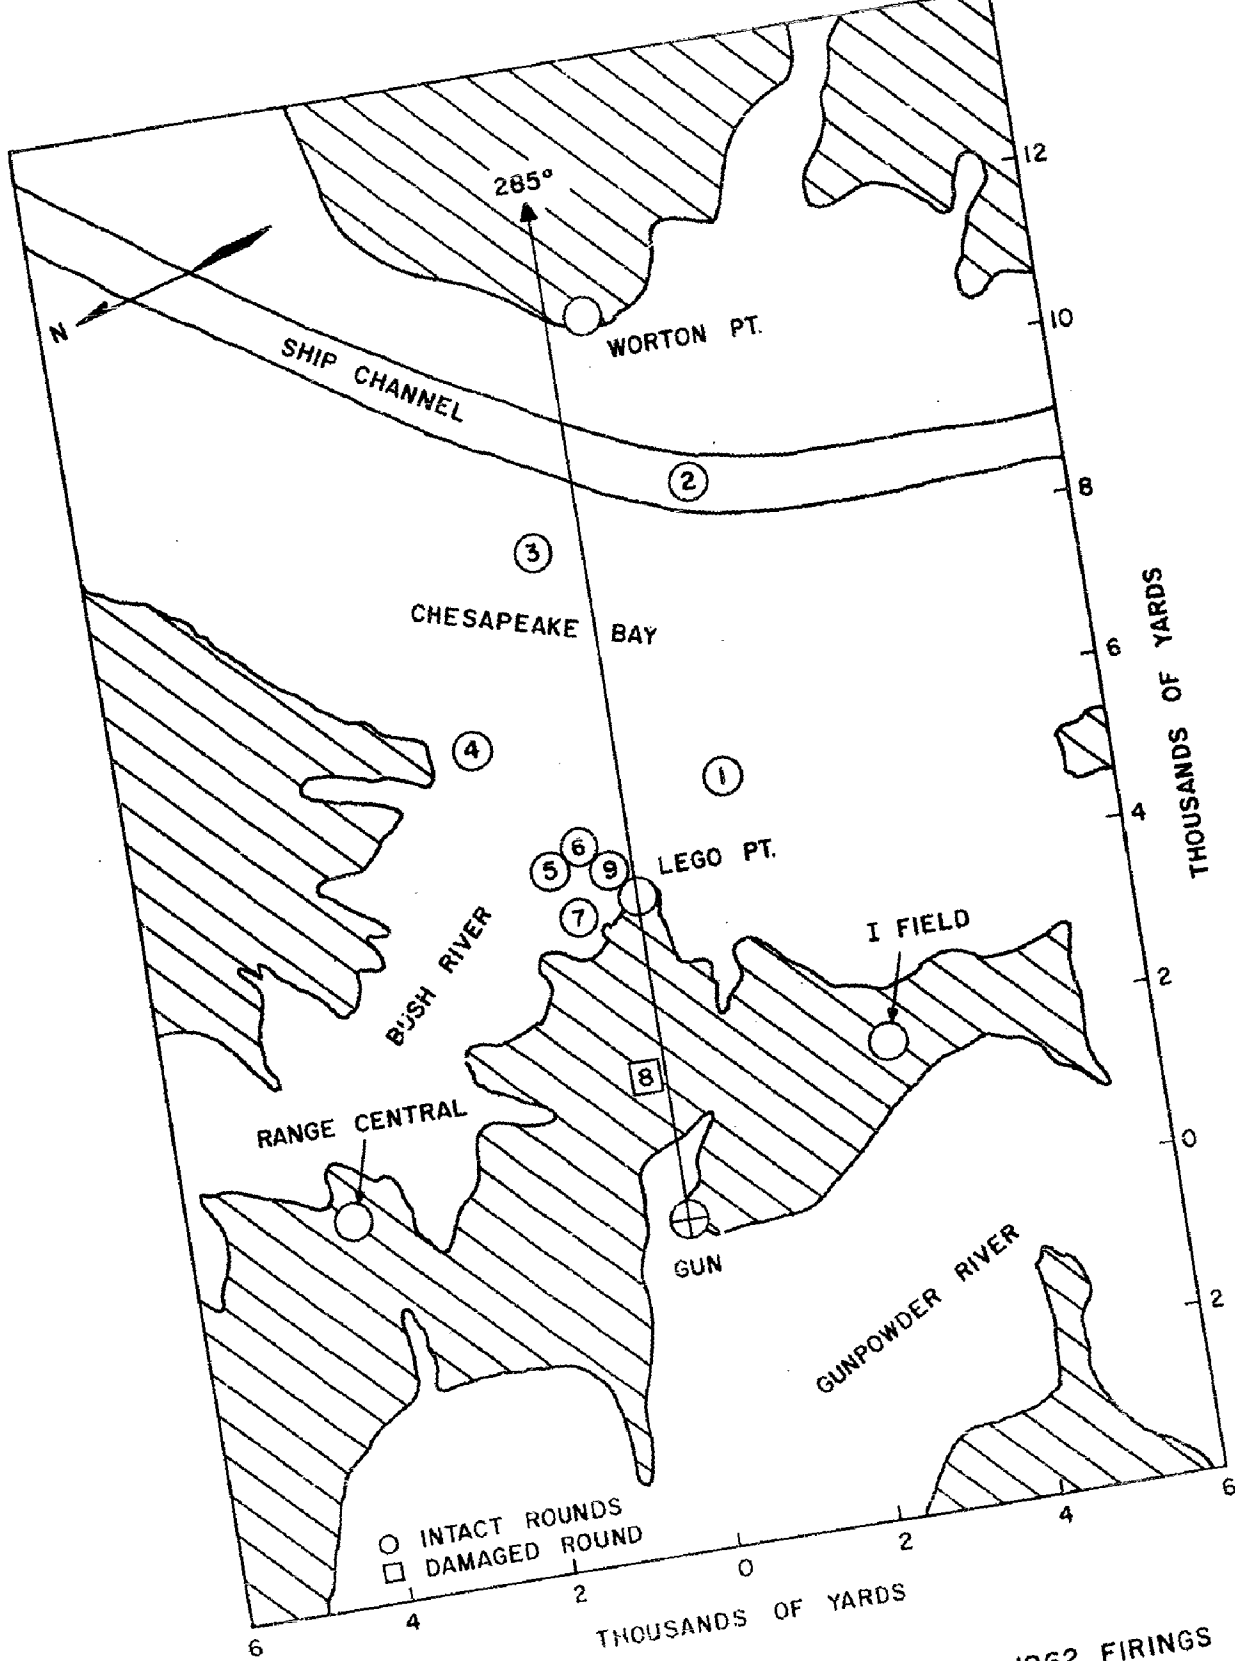 285°
12
N
WORTON PT.
10
SHIP CHANNEL
2
8
3
CHESAPEAKE BAY
6
4
1
THOUSANDS OF YARDS
4
6
5
9
LEGO PT.
7
I FIELD
BUSH RIVER
2
8
RANGE CENTRAL
0
GUN
GUNPOWDER RIVER
2
INTACT ROUNDS
DAMAGED ROUND
6
4
2
0
2
4
6
THOUSANDS OF YARDS
FIRINGS